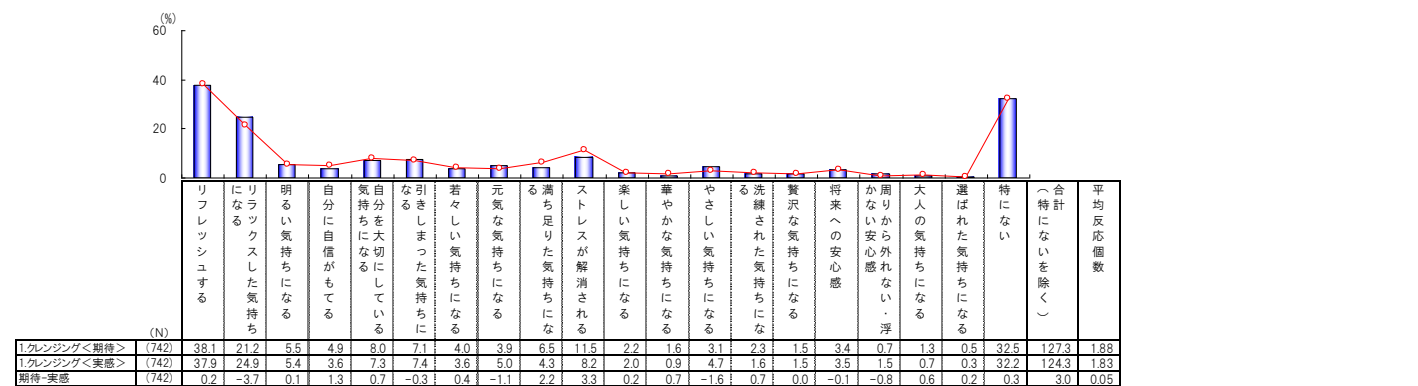 (%)
60
40
20
0
リフレッシュする
リラックスした気持ち
になる
明るい気持ちになる
自分に自信がもてる
自分を大切にしている
気持ちになる
引きしまった気持ちに
なる
若々しい気持ちになる
元気な気持ちになる
満ち足りた気持ちにな
る
ストレスが解消される
楽しい気持ちになる
華やかな気持ちになる
やさしい気持ちになる
洗練された気持ちにな
る
贅沢な気持ちになる
将来への安心感
周りから外れない・浮
かない安心感
大人の気持ちになる
選ばれた気持ちになる
特にない
合計
(特にないを除く)
平均反応個数
(N)
1.クレンジング<期待> (742) 38.1 21.2 5.5 4.9 8.0 7.1 4.0 3.9 6.5 11.5 2.2 1.6 3.1 2.3 1.5 3.4 0.7 1.3 0.5 32.5 127.3 1.88
1.クレンジング<実感> (742) 37.9 24.9 5.4 3.6 7.3 7.4 3.6 5.0 4.3 8.2 2.0 0.9 4.7 1.6 1.5 3.5 1.5 0.7 0.3 32.2 124.3 1.83
期待-実感 (742) 0.2 -3.7 0.1 1.3 0.7 -0.3 0.4 -1.1 2.2 3.3 0.2 0.7 -1.6 0.7 0.0 -0.1 -0.8 0.6 0.2 0.3 3.0 0.05